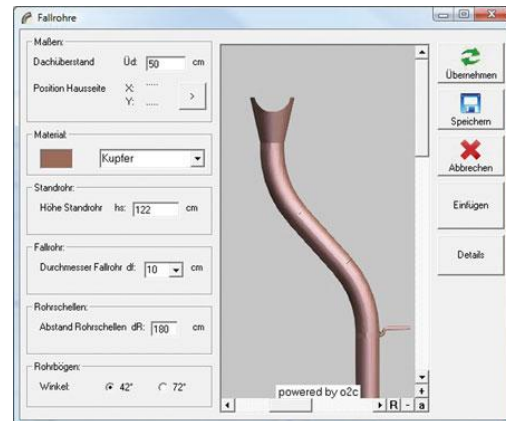 Fallrohre
Maßen:
Dachüberstand Üd: 50 cm
Position Hausseite X: .....
Y: .....
>
Material:
Kupfer
Standrohr:
Höhe Standrohr hs: 122 cm
Fallrohr:
Durchmesser Fallrohr df: 10 cm
Rohrschellen:
Abstand Rohrschellen dR: 180 cm
Rohrbögen:
Winkel: 42° 72°
powered by o2c
R - a
+
Übernehmen
Speichern
Abbrechen
Einfügen
Details